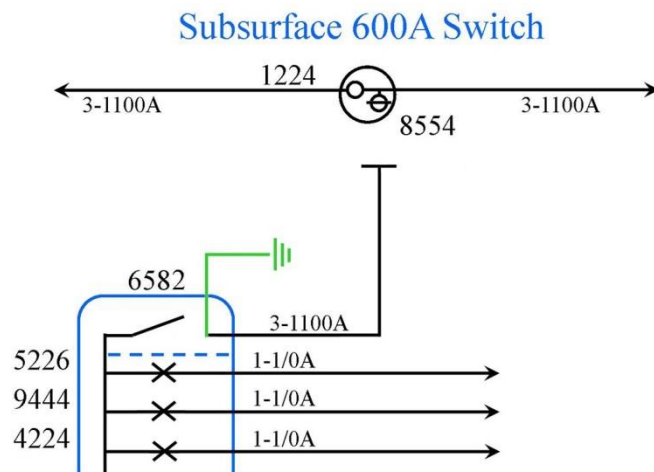 Subsurface 600A Switch
1224
3-1100A
3-1100A
8554
6582
3-1100A
5226
1-1/0A
9444
1-1/0A
4224
1-1/0A